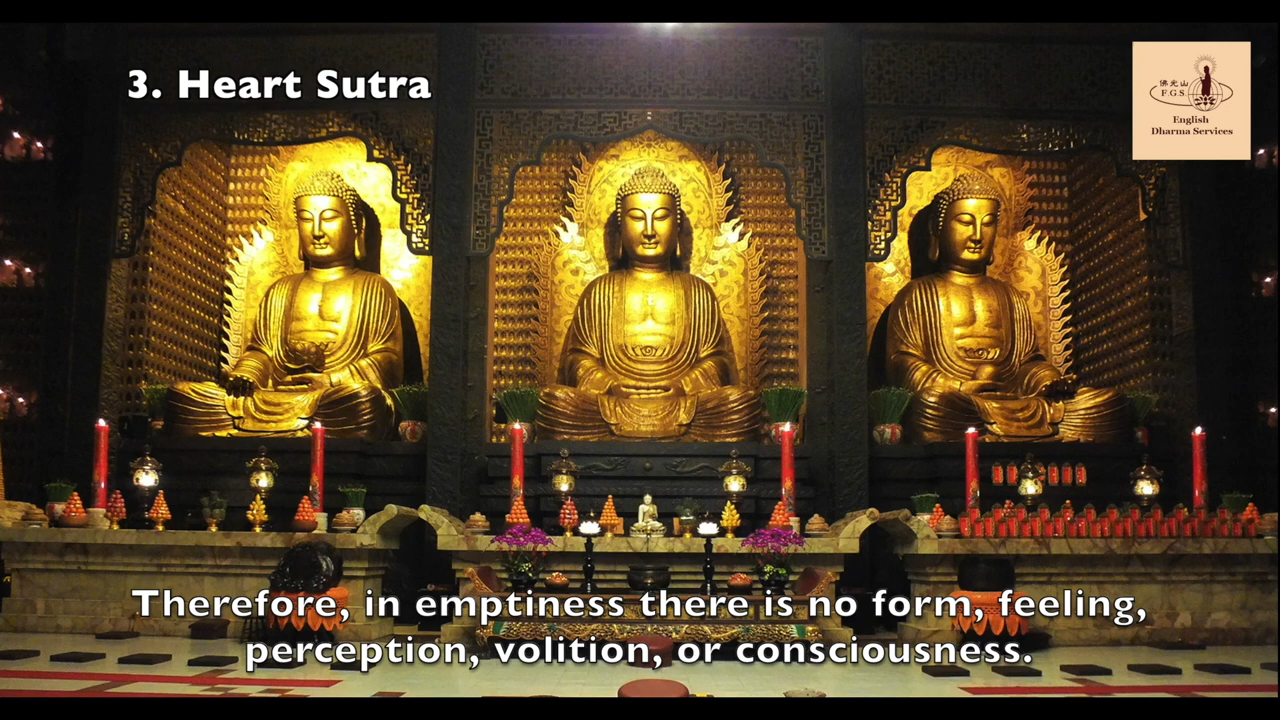 3. Heart Sutra
佛光山
F.G.S.
English
Dharma Services
Therefore, in emptiness there is no form, feeling,
perception, volition, or consciousness.